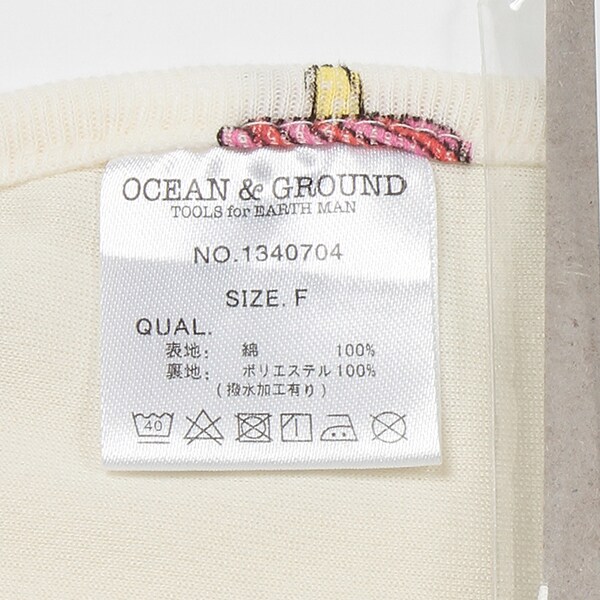 OCEAN & GROUND
TOOLS for EARTH MAN
NO.1340704
SIZE. F
QUAL.
表地: 綿 100%
裏地: ポリエステル 100%
(撥水加工有り)
40